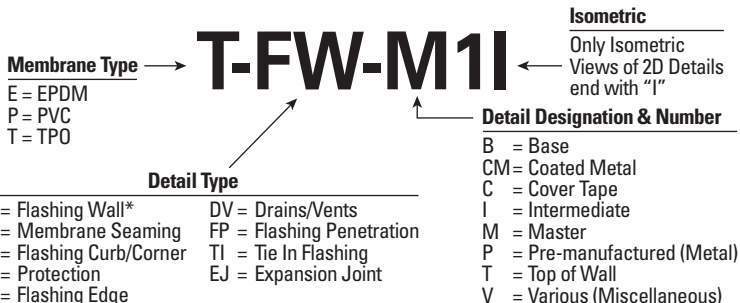 Isometric
Only Isometric
Views of 2D Details
end with “I”
Membrane Type
T-FW-M1I
E = EPDM
P = PVC
T = TPO
Detail Designation & Number
B = Base
CM = Coated Metal
C = Cover Tape
I = Intermediate
M = Master
P = Pre-manufactured (Metal)
T = Top of Wall
V = Various (Miscellaneous)
Detail Type
= Flashing Wall*
= Membrane Seaming
= Flashing Curb/Corner
= Protection
= Flashing Edge
DV = Drains/Vents
FP = Flashing Penetration
TI = Tie In Flashing
EJ = Expansion Joint